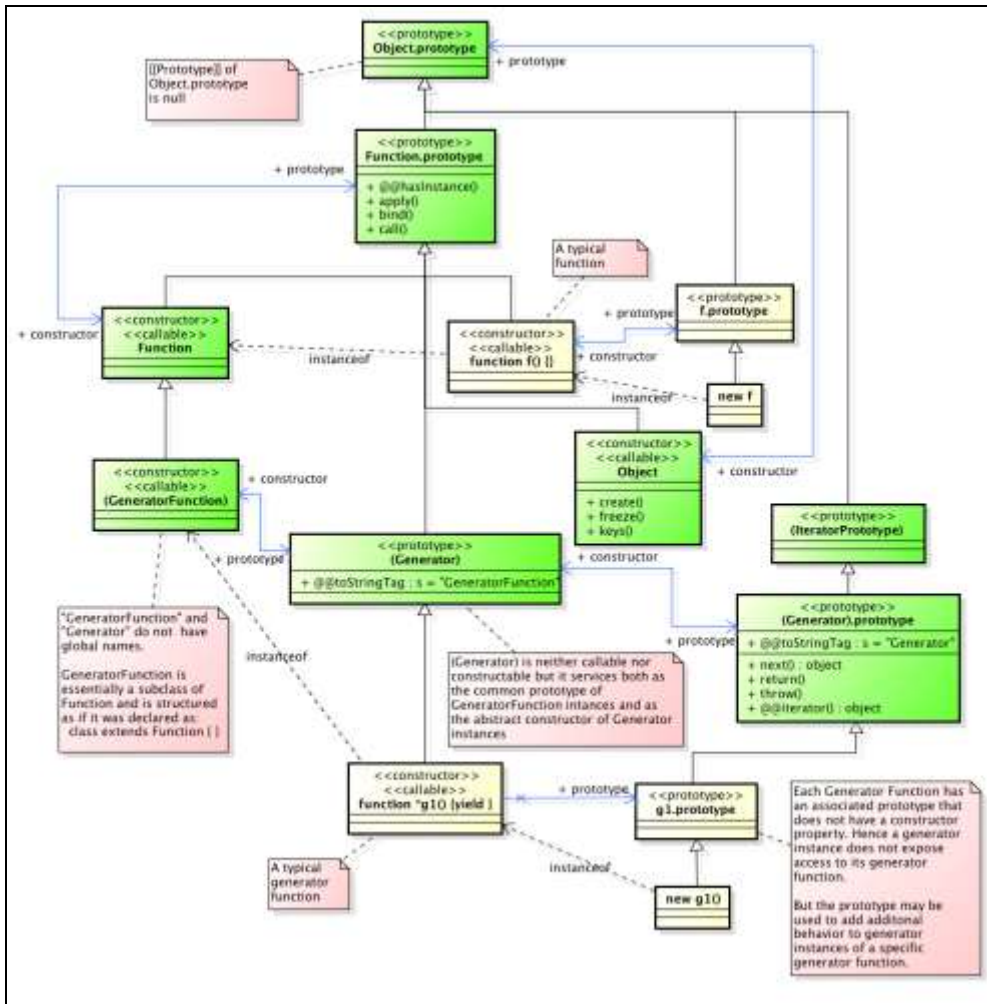 <<prototype>>
Object.prototype
+ prototype
[[Prototype]] of
Object.prototype
is null
<<prototype>>
Function.prototype
+ @@hasInstance()
+ apply()
+ bind()
+ call()
+ prototype
A typical
function
<<prototype>>
f.prototype
+ prototype
<<constructor>>
<<callable>>
Function
+ constructor
<<constructor>>
<<callable>>
function f() {}
+ constructor
instanceof
instanceof
new f
<<constructor>>
<<callable>>
Object
+ create()
+ freeze()
+ keys()
+ constructor
<<constructor>>
<<callable>>
(GeneratorFunction)
+ constructor
+ prototype
<<prototype>>
(IteratorPrototype)
<<prototype>>
(Generator)
+ @@toStringTag : s = "GeneratorFunction"
+ constructor
+ prototype
<<prototype>>
(Generator).prototype
+ @@toStringTag : s = "Generator"
+ next() : object
+ return()
+ throw()
+ @@iterator() : object
"GeneratorFunction" and
"Generator" do not have
global names.
GeneratorFunction is
essentially a subclass of
Function and is structured
as if it was declared as:
class extends Function { }
instanceof
(Generator) is neither callable nor
constructable but it services both as
the common prototype of
GeneratorFunction intances and as
the abstract constructor of Generator
instances
<<constructor>>
<<callable>>
function *g1() {yield }
+ prototype
<<prototype>>
g1.prototype
Each Generator Function has
an associated prototype that
does not have a constructor
property. Hence a generator
instance does not expose
access to its generator
function.
But the prototype may be
used to add additonal
behavior to generator
instances of a specific
generator function.
A typical
generator
function
instanceof
new g1()